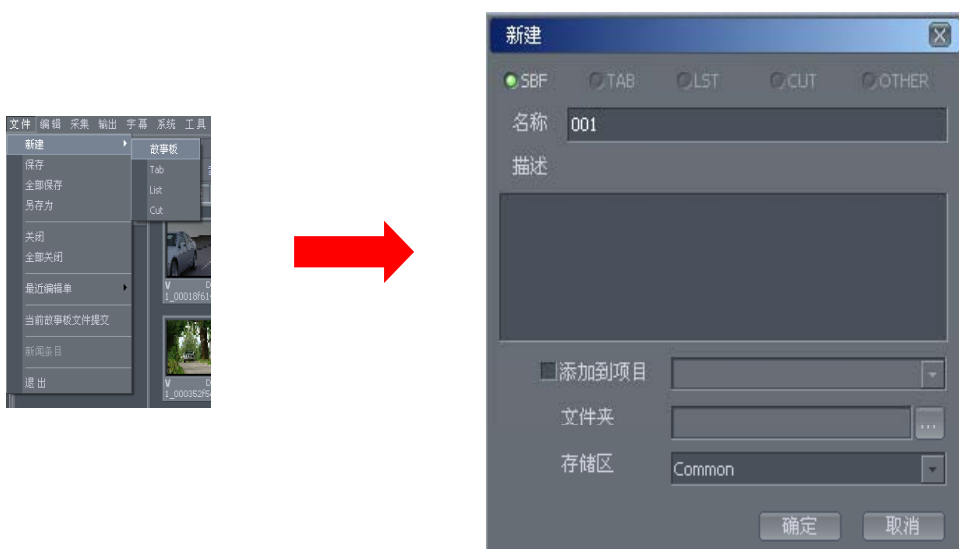 文件 编辑 采集 输出 字幕 系统 工具
新建
保存
全部保存
另存为
关闭
全部关闭
最近编辑单
当前故事板文件提交
新闻条目
退出
故事板
Tab
List
Cut
V D
1_00018f61
V D
1_000352f5
新建
SBF TAB LST CUT OTHER
名称 001
描述
添加到项目
文件夹 ...
存储区 Common
确定 取消